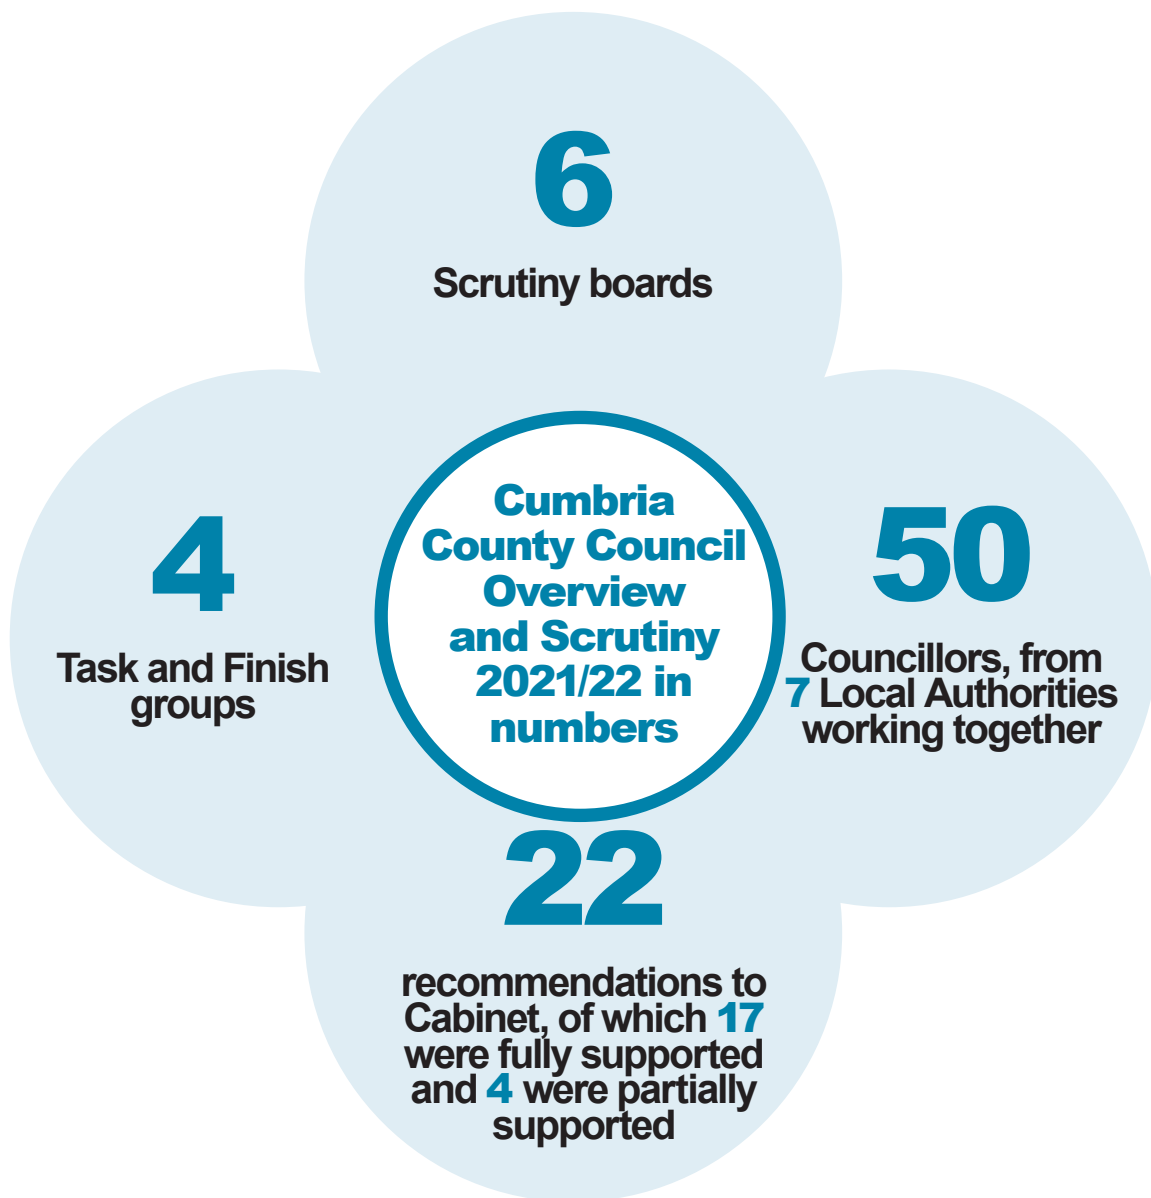 6
Scrutiny boards
Cumbria
County Council
Overview
and Scrutiny
2021/22 in
numbers
4
Task and Finish
groups
50
Councillors, from
7 Local Authorities
working together
22
recommendations to
Cabinet, of which 17
were fully supported
and 4 were partially
supported